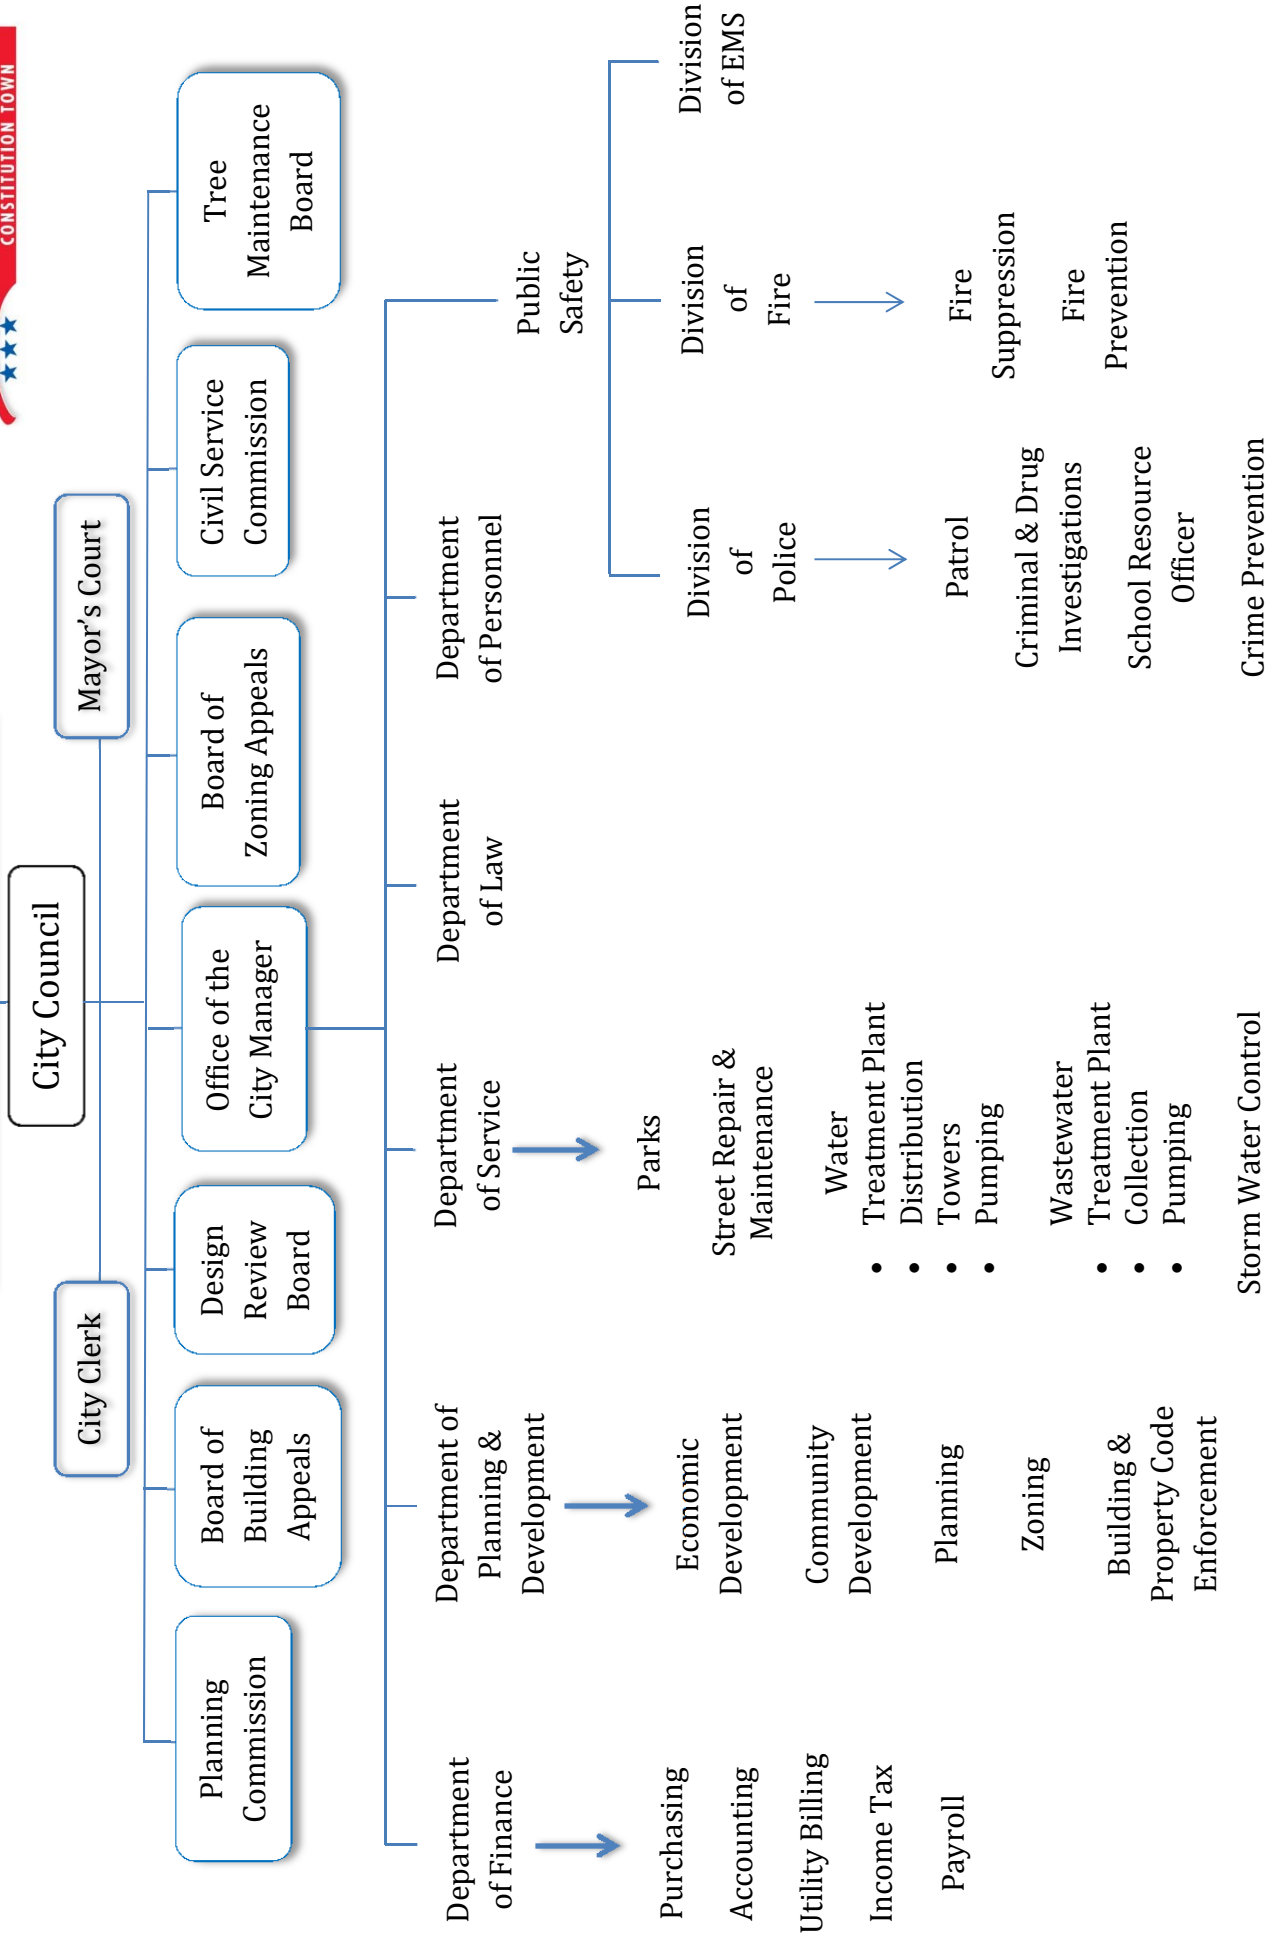 CONSTITUTION TOWN
City Council
City Clerk
Mayor’s Court
Planning
Commission
Board of
Building
Appeals
Design
Review
Board
Office of the
City Manager
Board of
Zoning Appeals
Civil Service
Commission
Tree
Maintenance
Board
Department
of Finance
Purchasing
Accounting
Utility Billing
Income Tax
Payroll
Department of
Planning &
Development
Economic
Development
Community
Development
Planning
Zoning
Building &
Property Code
Enforcement
Department
of Service
Parks
Street Repair &
Maintenance
Water
• Treatment Plant
• Distribution
• Towers
• Pumping
Wastewater
• Treatment Plant
• Collection
• Pumping
Storm Water Control
Department
of Law
Department
of Personnel
Public
Safety
Division
of
Police
Patrol
Criminal & Drug
Investigations
School Resource
Officer
Crime Prevention
Division
of
Fire
Fire
Suppression
Fire
Prevention
Division
of EMS